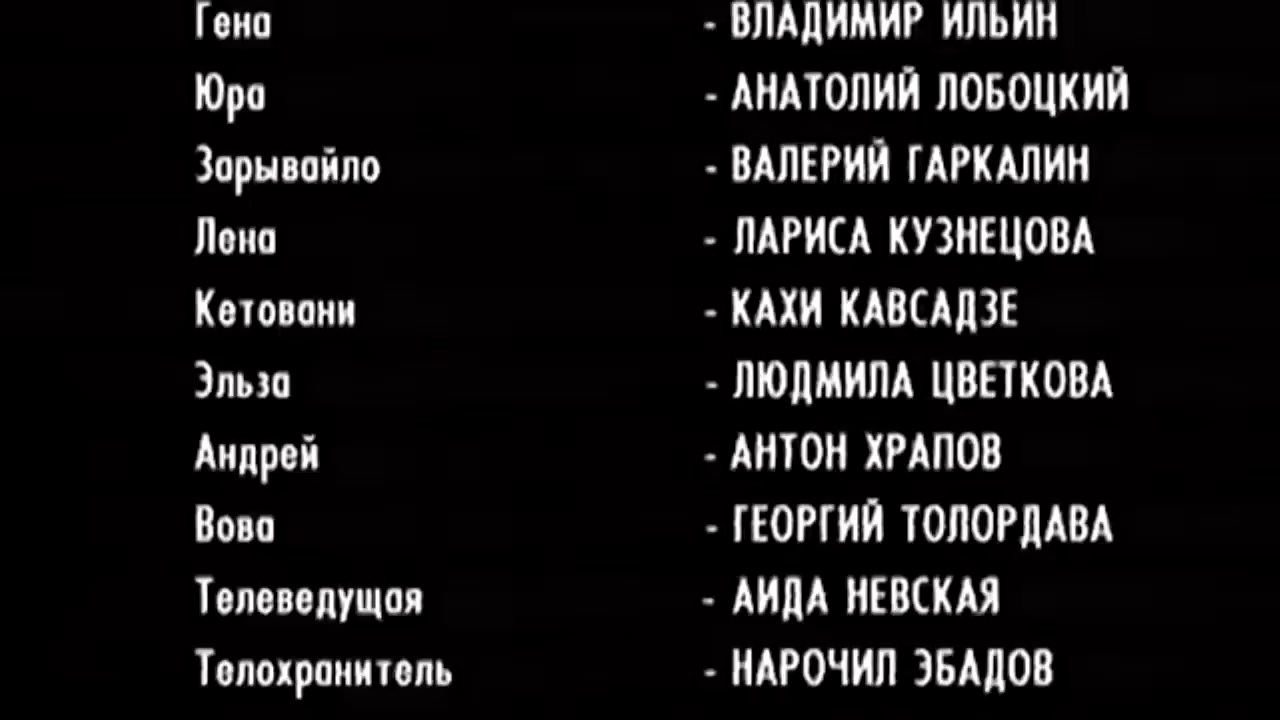 Гена - ВЛАДИМИР ИЛЬИН
Юра - АНАТОЛИЙ ЛОБОЦКИЙ
Зарывайло - ВАЛЕРИЙ ГАРКАЛИН
Лена - ЛАРИСА КУЗНЕЦОВА
Кетовани - КАХИ КАВСАДЗЕ
Эльза - ЛЮДМИЛА ЦВЕТКОВА
Андрей - АНТОН ХРАПОВ
Вова - ГЕОРГИЙ ТОЛОРДАВА
Телеведущая - АИДА НЕВСКАЯ
Телохранитель - НАРОЧИЛ ЭБАДОВ